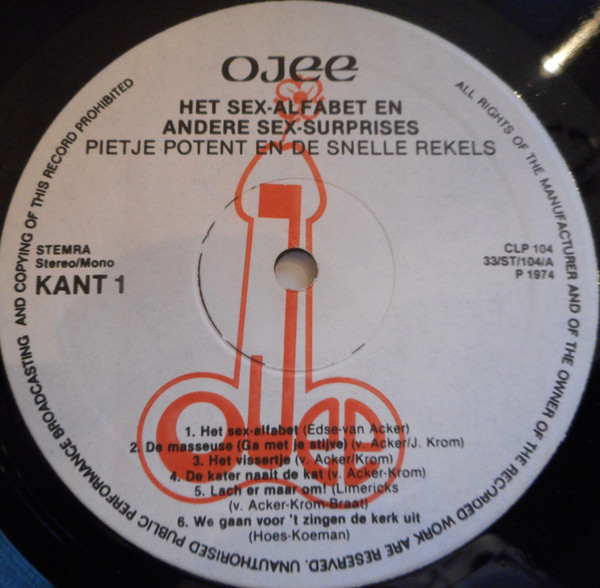 OJEE
HET SEX-ALFABET EN
ANDERE SEX-SURPRISES
PIETJE POTENT EN DE SNELLE REKELS
STEMRA
Stereo/Mono
KANT 1
CLP 104
33/ST/104/A
P 1974
1. Het sex-alfabet (Edse-van Acker)
2. De masseuse (Ga met je stijve) (v. Acker/J. Krom)
3. Het vissertje (v. Acker/Krom)
4. De kater naait de kat (v. Acker-Krom)
5. Lach er maar om! (Limericks
(v. Acker-Krom-Braat)
6. We gaan voor 't zingen de kerk uit
(Hoes-Koeman)
ALL RIGHTS OF THE MANUFACTURER AND OF THE OWNER OF THE RECORDED WORK ARE RESERVED. UNAUTHORISED PUBLIC PERFORMANCE BROADCASTING AND COPYING OF THIS RECORD PROHIBITED
OJee